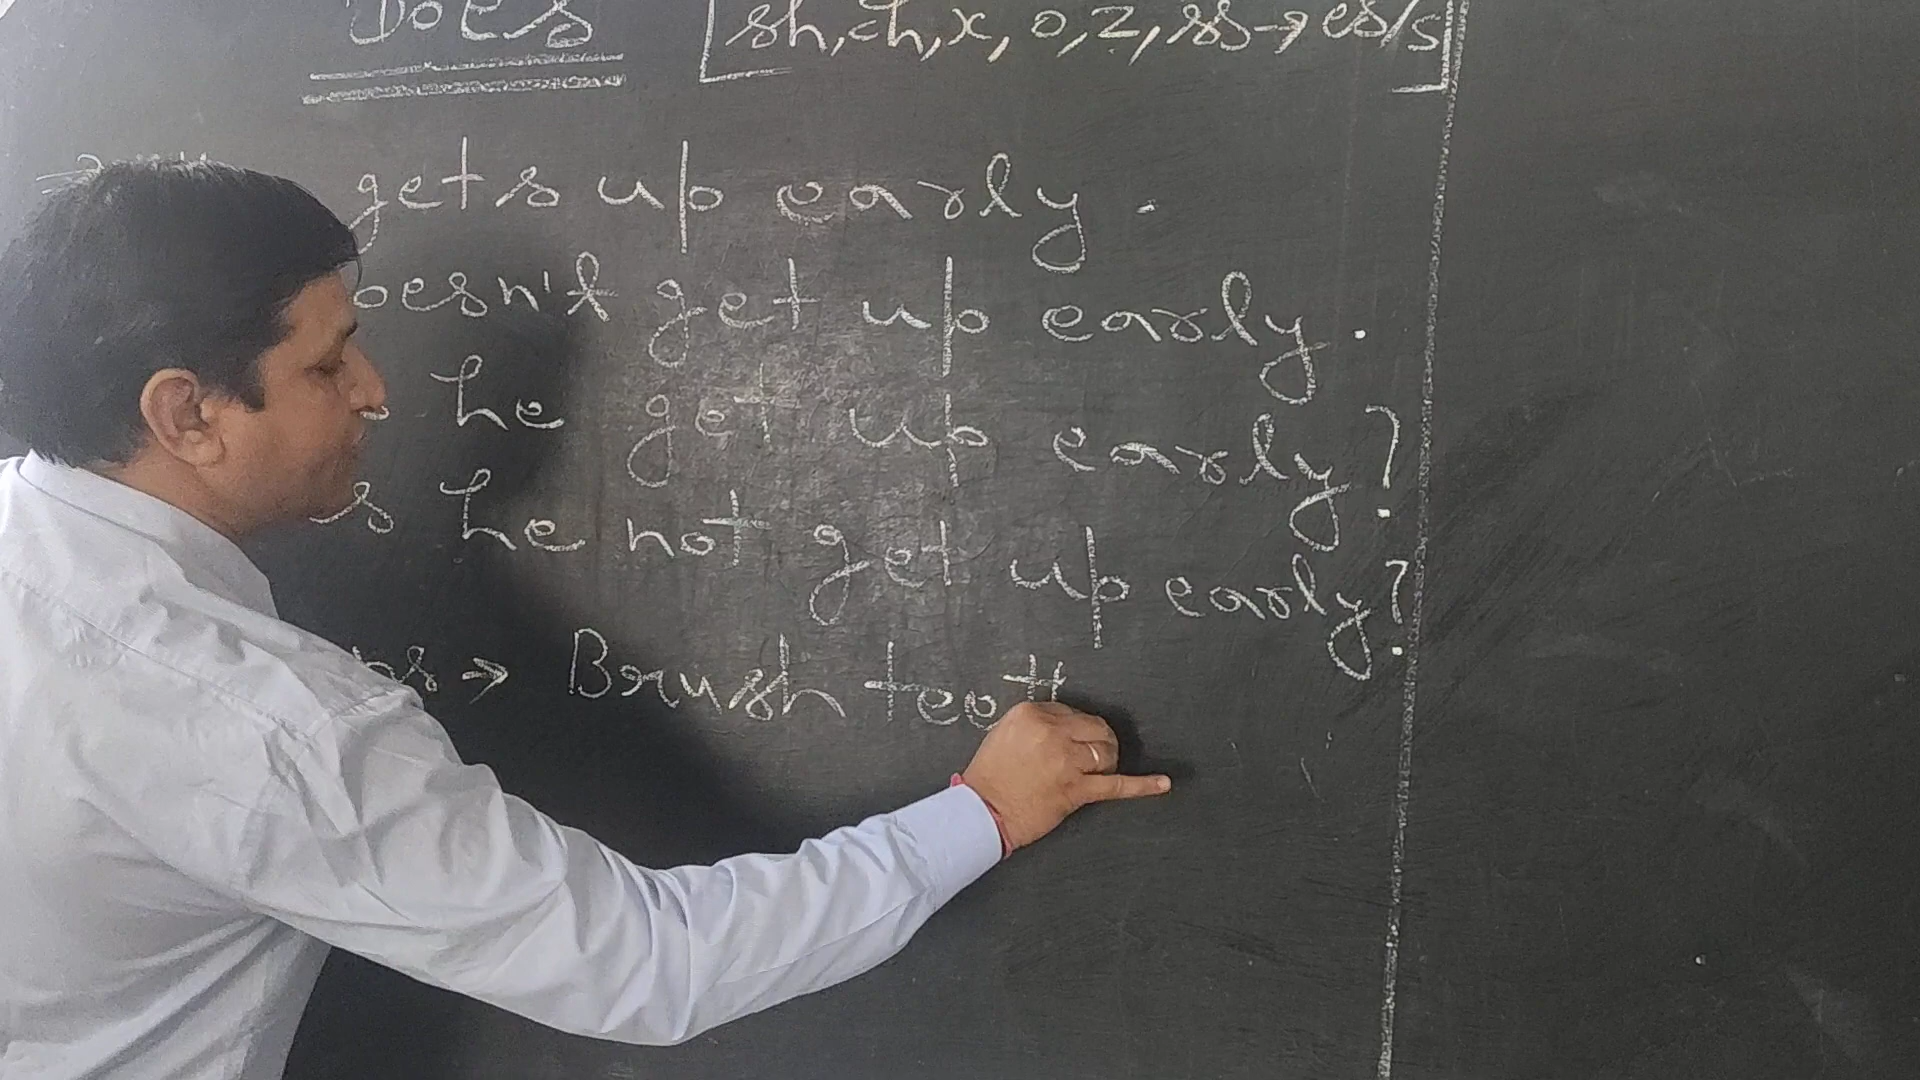 Does [sh, ch, x, o, z, ss → es/s]
gets up early.
oesn't get up early.
s he get up early?
s he not get up early?
→ Brush